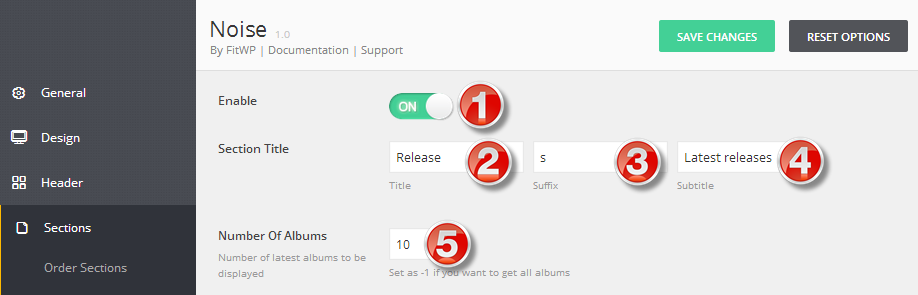 Noise 1.0
By FitWP | Documentation | Support
SAVE CHANGES
RESET OPTIONS
General
Design
Header
Sections
Order Sections
Enable
ON
1
Section Title
Release
2
s
3
Latest releases
4
Title
Suffix
Subtitle
Number Of Albums
10
5
Number of latest albums to be
displayed
Set as -1 if you want to get all albums